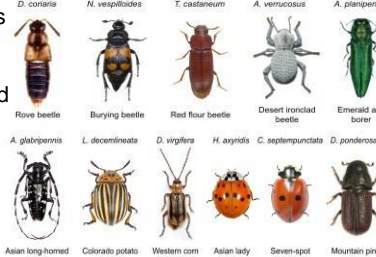 s
D. coriaria
N. vespilloides
T. castaneum
A. verrucosus
A. planipenn
d
Rove beetle
Burying beetle
Red flour beetle
Desert ironclad
beetle
Emerald a
borer
A. glabripennis
L. decemlineata
D. virgifera
H. axyridis
C. septempunctata
D. ponderosa
Asian long-horned
Colorado potato
Western corn
Asian lady
Seven-spot
Mountain pin